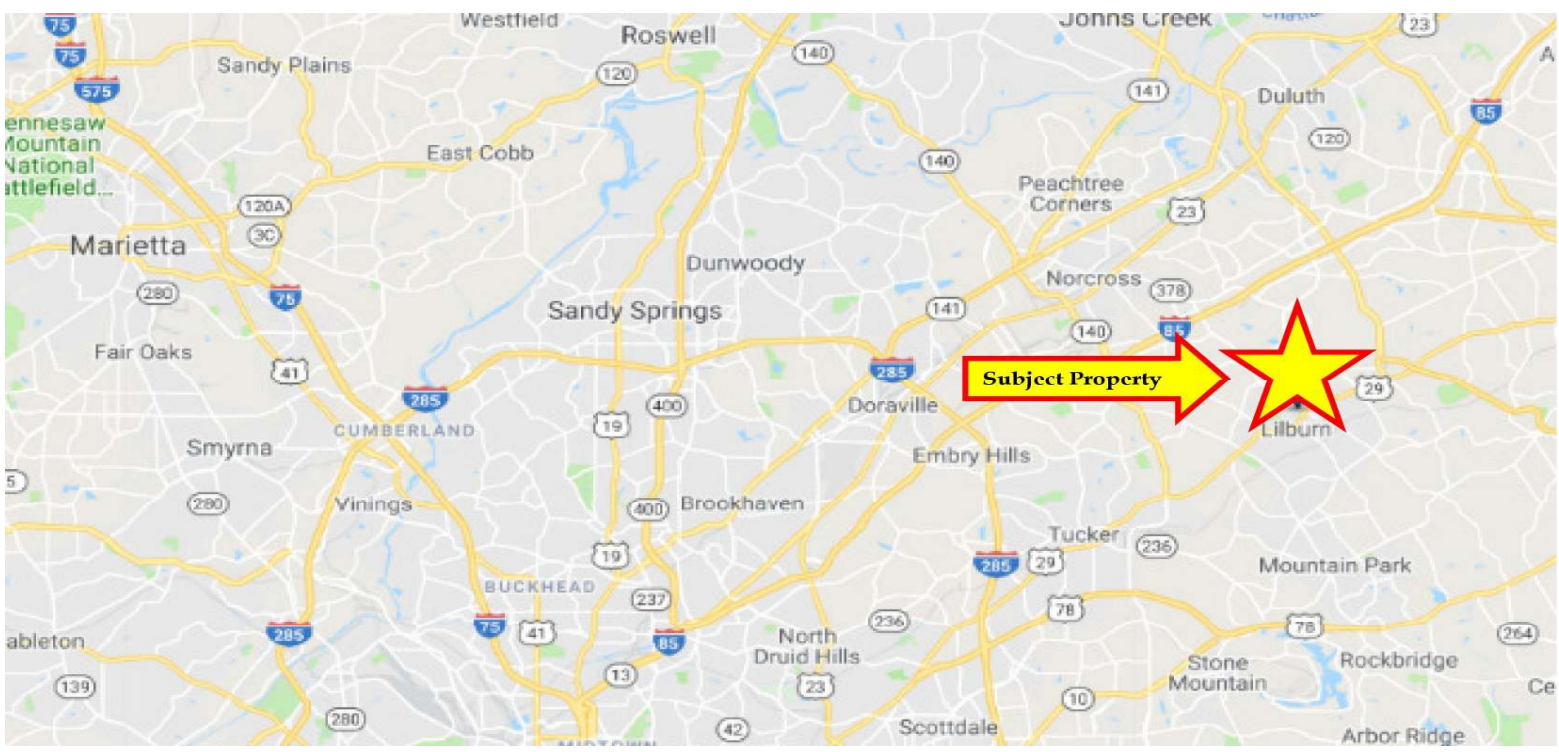 75
Westfield
Roswell
Johns Creek
23
75
Sandy Plains
120
140
575
141
Duluth
85
ennesaw
Mountain
National
attlefield...
East Cobb
140
120
Peachtree
Corners
23
120A
3C
Marietta
Dunwoody
Norcross
378
280
75
Sandy Springs
141
140
85
Fair Oaks
41
285
Subject Property
29
285
400
Doraville
CUMBERLAND
19
Lilburn
Smyrna
Embry Hills
5
280
Vinings
400
Brookhaven
Tucker
236
19
285
29
Mountain Park
BUCKHEAD
237
78
285
75
41
85
North
Druid Hills
236
78
264
ableton
13
23
Stone
Mountain
Rockbridge
139
10
Ce
280
42
Scottdale
MIDTOWN
Arbor Ridge